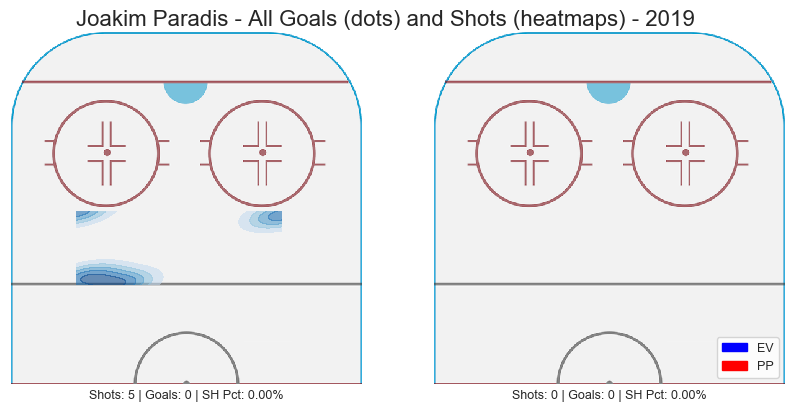 Joakim Paradis - All Goals (dots) and Shots (heatmaps) - 2019
EV
PP
Shots: 5 | Goals: 0 | SH Pct: 0.00%
Shots: 0 | Goals: 0 | SH Pct: 0.00%